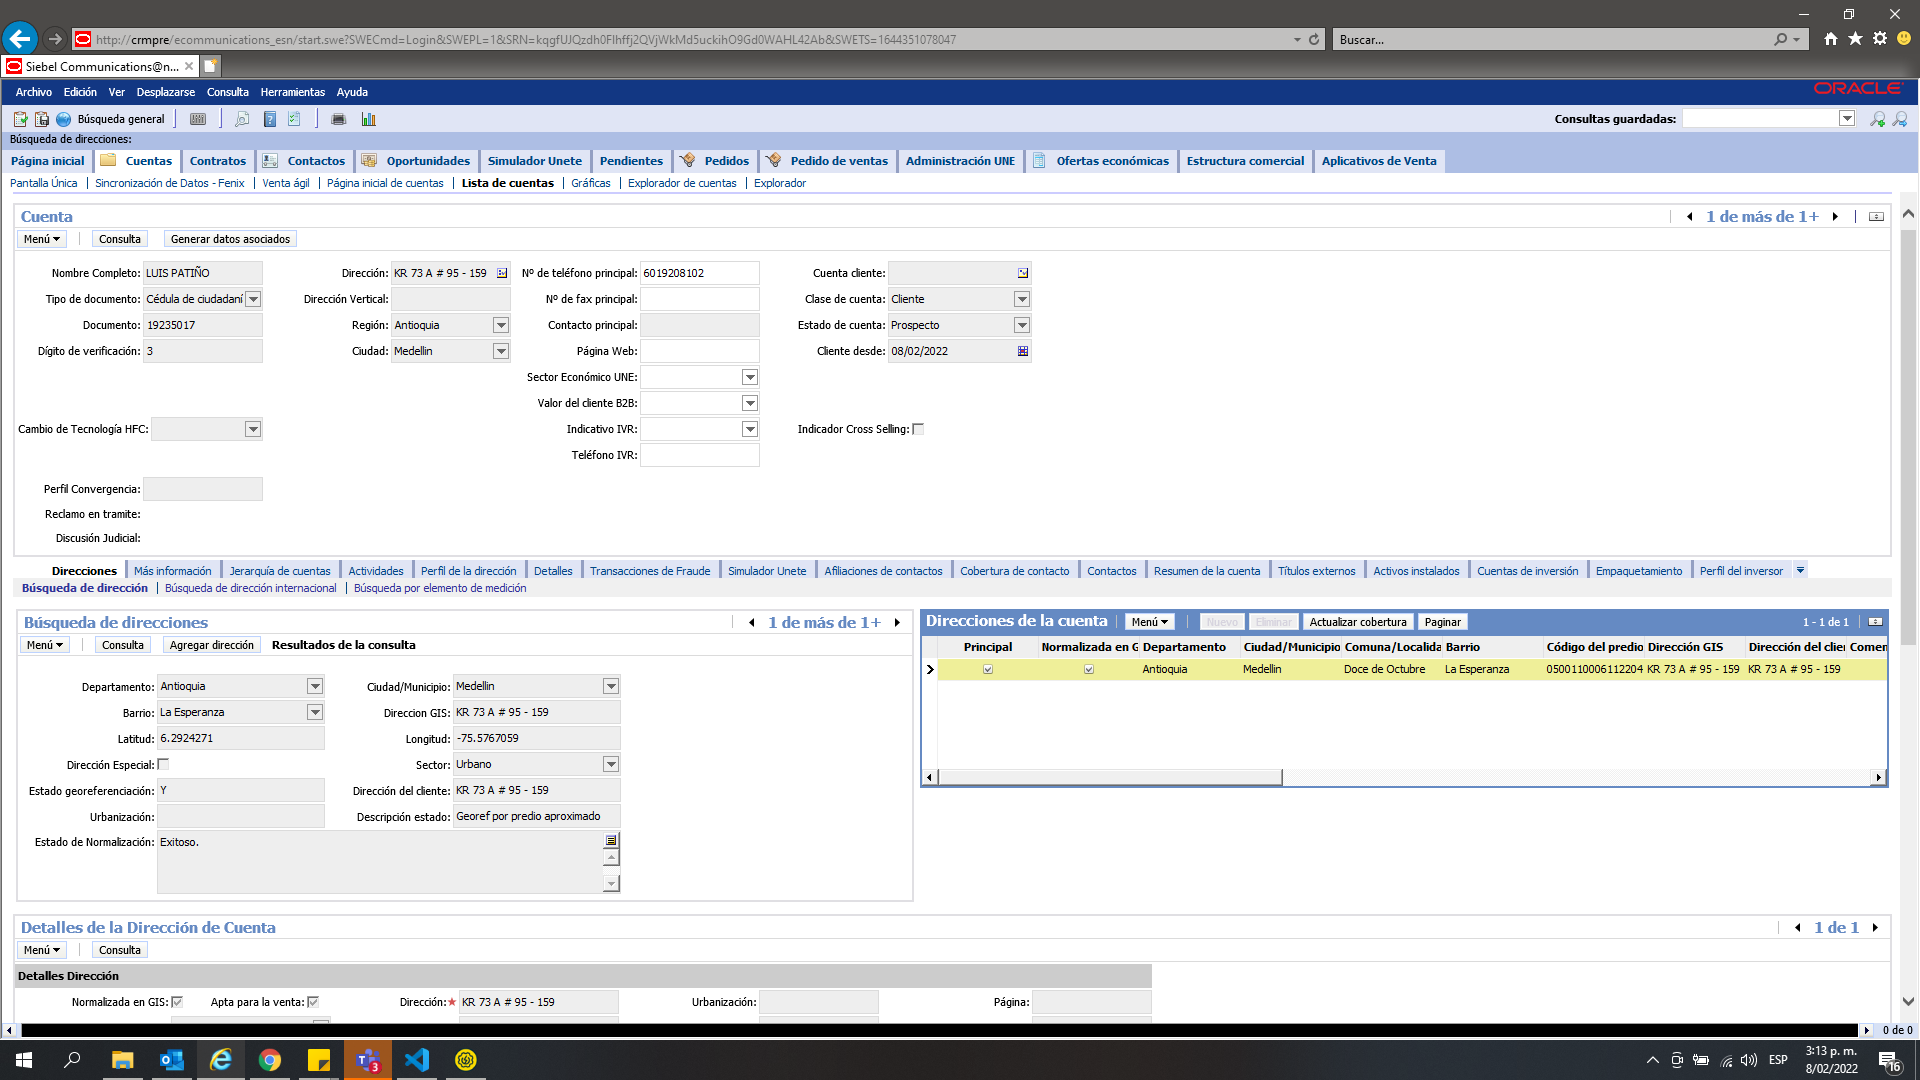 http://crmpre/ecommunications_esn/start.swe?SWECmd=Login&SWEPL=1&SRN=kqgfUJQzdh0Flhffj2QVjWkMd5uckihO9Gd0WAHL42Ab&SWETS=1644351078047
Buscar...
Siebel Communications@n...
Archivo Edición Ver Desplazarse Consulta Herramientas Ayuda
ORACLE
Búsqueda general
Consultas guardadas:
Búsqueda de direcciones:
Página inicial Cuentas Contratos Contactos Oportunidades Simulador Unete Pendientes Pedidos Pedido de ventas Administración UNE Ofertas económicas Estructura comercial Aplicativos de Venta
Pantalla Única Sincronización de Datos - Fenix Venta ágil Página inicial de cuentas Lista de cuentas Gráficas Explorador de cuentas Explorador
Cuenta 1 de más de 1+
Menú Consulta Generar datos asociados
Nombre Completo: LUIS PATIÑO Dirección: KR 73 A # 95 - 159 Nº de teléfono principal: 6019208102 Cuenta cliente:
Tipo de documento: Cédula de ciudadaní Dirección Vertical: Nº de fax principal: Clase de cuenta: Cliente
Documento: 19235017 Región: Antioquia Contacto principal: Estado de cuenta: Prospecto
Dígito de verificación: 3 Ciudad: Medellin Página Web: Cliente desde: 08/02/2022
Sector Económico UNE:
Valor del cliente B2B:
Cambio de Tecnología HFC: Indicativo IVR: Indicador Cross Selling:
Teléfono IVR:
Perfil Convergencia:
Reclamo en tramite:
Discusión Judicial:
Direcciones Más información Jerarquía de cuentas Actividades Perfil de la dirección Detalles Transacciones de Fraude Simulador Unete Afiliaciones de contactos Cobertura de contacto Contactos Resumen de la cuenta Títulos externos Activos instalados Cuentas de inversión Empaquetamiento Perfil del inversor
Búsqueda de dirección Búsqueda de dirección internacional Búsqueda por elemento de medición
Búsqueda de direcciones 1 de más de 1+
Menú Consulta Agregar dirección Resultados de la consulta
Departamento: Antioquia Ciudad/Municipio: Medellin
Barrio: La Esperanza Direccion GIS: KR 73 A # 95 - 159
Latitud: 6.2924271 Longitud: -75.5767059
Dirección Especial: Sector: Urbano
Estado georeferenciación: Y Dirección del cliente: KR 73 A # 95 - 159
Urbanización: Descripción estado: Georef por predio aproximado
Estado de Normalización: Exitoso.
Direcciones de la cuenta Menú Nuevo Eliminar Actualizar cobertura Paginar 1 - 1 de 1
Principal Normalizada en G Departamento Ciudad/Municipio Comuna/Localida Barrio Código del predio Dirección GIS Dirección del clier Comen
Antioquia Medellin Doce de Octubre La Esperanza 0500110006112204 KR 73 A # 95 - 159 KR 73 A # 95 - 159
Detalles de la Dirección de Cuenta 1 de 1
Menú Consulta
Detalles Dirección
Normalizada en GIS: Apta para la venta: Dirección:★ KR 73 A # 95 - 159 Urbanización: Página:
0 de 0
3
ESP
3:13 p. m.
8/02/2022
16